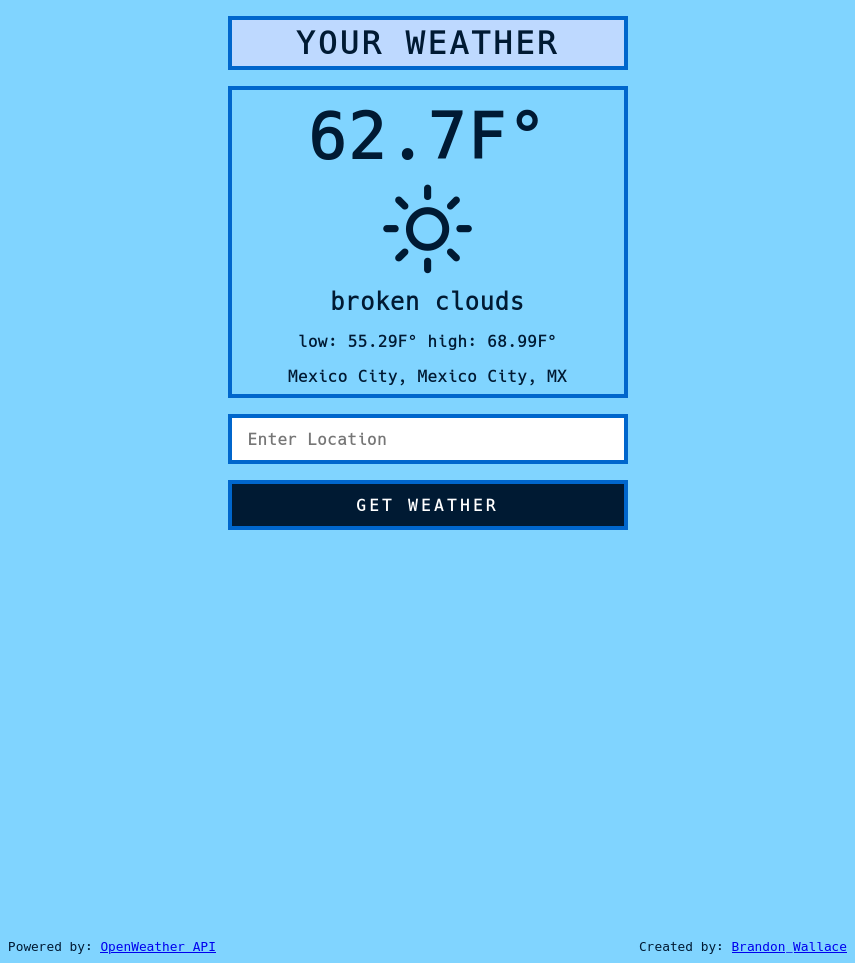 YOUR WEATHER
62.7F°
broken clouds
low: 55.29F° high: 68.99F°
Mexico City, Mexico City, MX
Enter Location
GET WEATHER
Powered by: OpenWeather API
Created by: Brandon Wallace